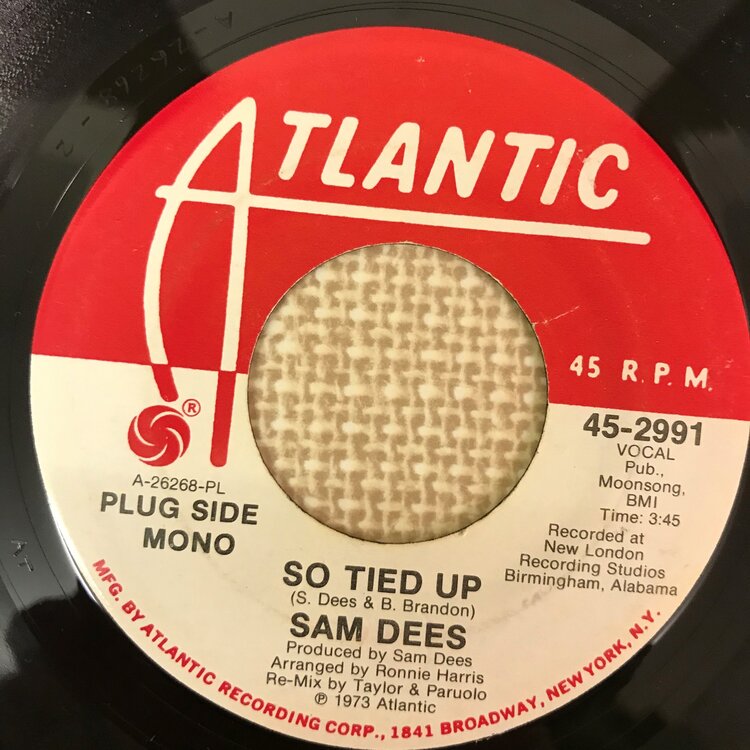 ATLANTIC
45 R.P.M.
®
A-26268-PL
PLUG SIDE
MONO
45-2991
VOCAL
Pub.,
Moonsong,
BMI
Time: 3:45
Recorded at
New London
Recording Studios
Birmingham, Alabama
SO TIED UP
(S. Dees & B. Brandon)
SAM DEES
Produced by Sam Dees
Arranged by Ronnie Harris
Re-Mix by Taylor & Paruolo
℗ 1973 Atlantic
MFG. BY ATLANTIC RECORDING CORP., 1841 BROADWAY, NEW YORK, N.Y.
AT